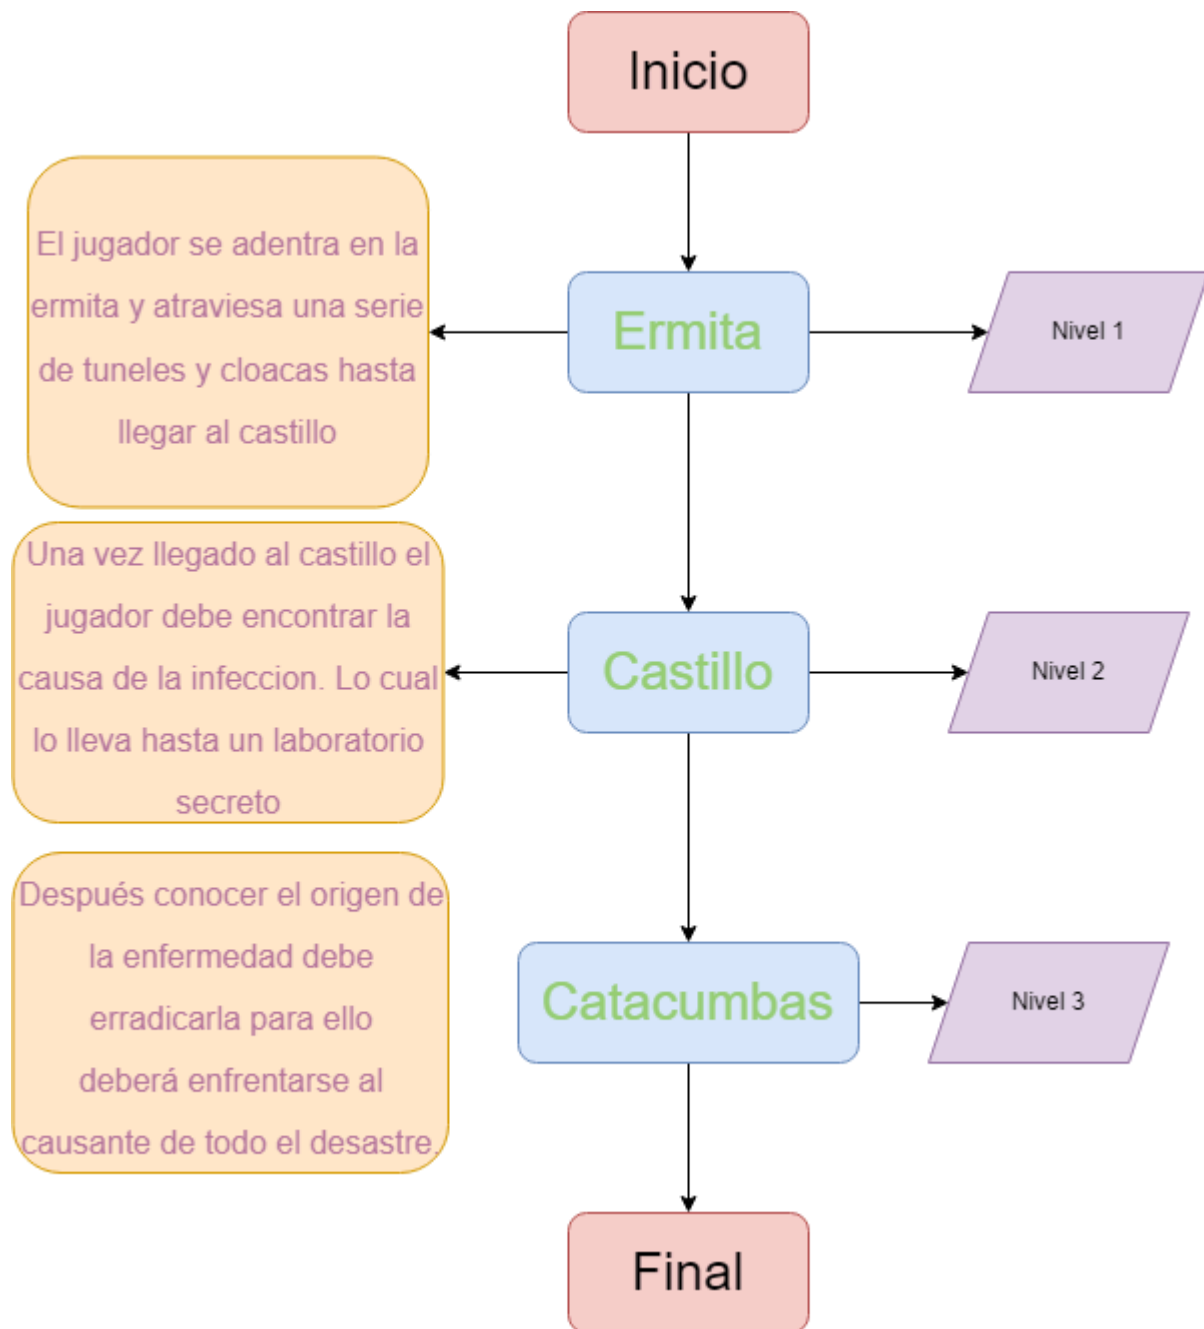 Inicio
El jugador se adentra en la
ermita y atraviesa una serie
de tuneles y cloacas hasta
llegar al castillo
Ermita
Nivel 1
Una vez llegado al castillo el
jugador debe encontrar la
causa de la infeccion. Lo cual
lo lleva hasta un laboratorio
secreto
Castillo
Nivel 2
Después conocer el origen de
la enfermedad debe
erradicarla para ello
deberá enfrentarse al
causante de todo el desastre.
Catacumbas
Nivel 3
Final